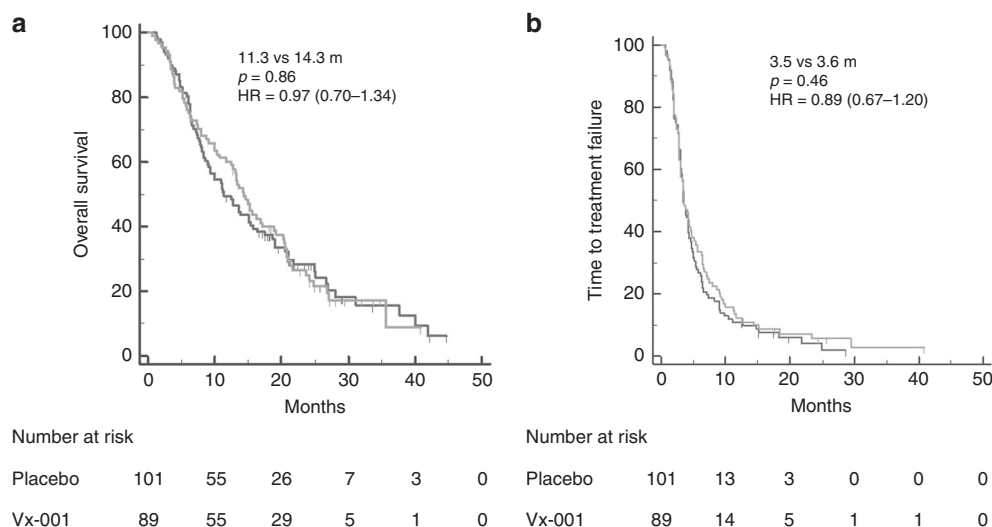 a
100
80
60
40
20
0
Overall survival
11.3 vs 14.3 m
p = 0.86
HR = 0.97 (0.70–1.34)
0 10 20 30 40 50
Months
Number at risk
Placebo 101 55 26 7 3 0
Vx-001 89 55 29 5 1 0
b
100
80
60
40
20
0
Time to treatment failure
3.5 vs 3.6 m
p = 0.46
HR = 0.89 (0.67–1.20)
0 10 20 30 40 50
Months
Number at risk
Placebo 101 13 3 0 0 0
Vx-001 89 14 5 1 1 0